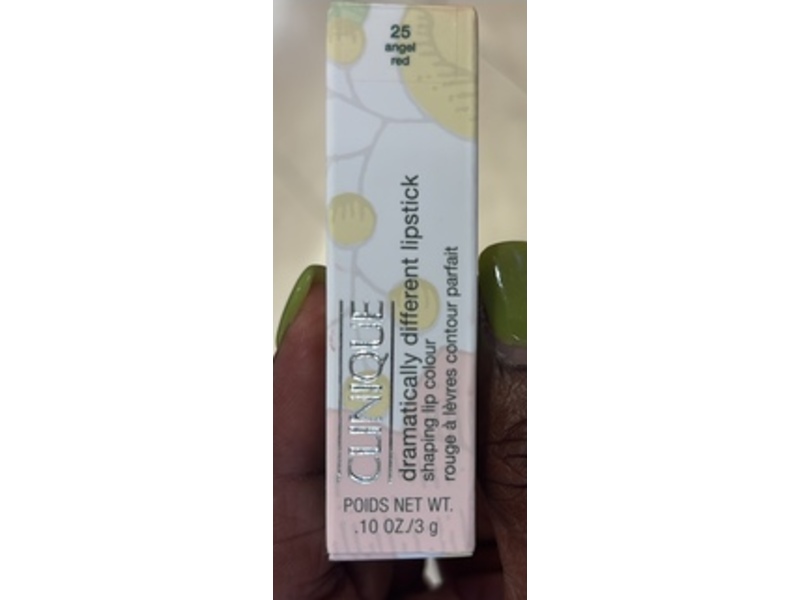 25
angel
red
CLINIQUE
dramatically different lipstick
shaping lip colour
rouge à lèvres contour parfait
POIDS NET WT.
.10 OZ./3 g